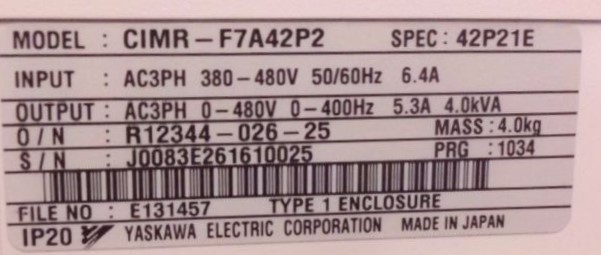 MODEL : CIMR-F7A42P2 SPEC: 42P21E
INPUT : AC3PH 380-480V 50/60Hz 6.4A
OUTPUT : AC3PH 0-480V 0-400Hz 5.3A 4.0kVA
O/N : R12344-026-25 MASS : 4.0kg
S/N : J0083E261610025 PRG : 1034
FILE NO : E131457 TYPE 1 ENCLOSURE
IP20 YASKAWA ELECTRIC CORPORATION MADE IN JAPAN